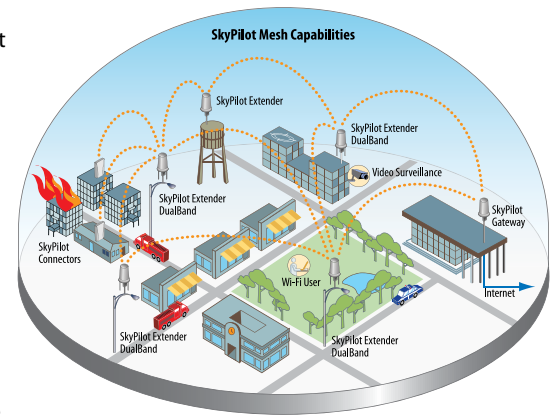 t
SkyPilot Mesh Capabilities
SkyPilot Extender
SkyPilot Extender
DualBand
Video Surveillance
SkyPilot Extender
DualBand
SkyPilot
Gateway
SkyPilot
Connectors
Wi-Fi User
Internet
SkyPilot Extender
DualBand
SkyPilot Extender
DualBand